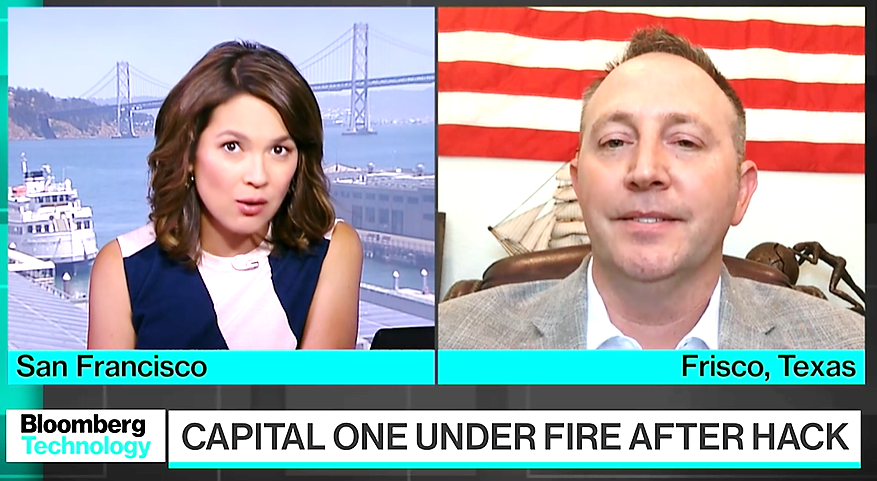 San Francisco
Frisco, Texas
Bloomberg
Technology
CAPITAL ONE UNDER FIRE AFTER HACK